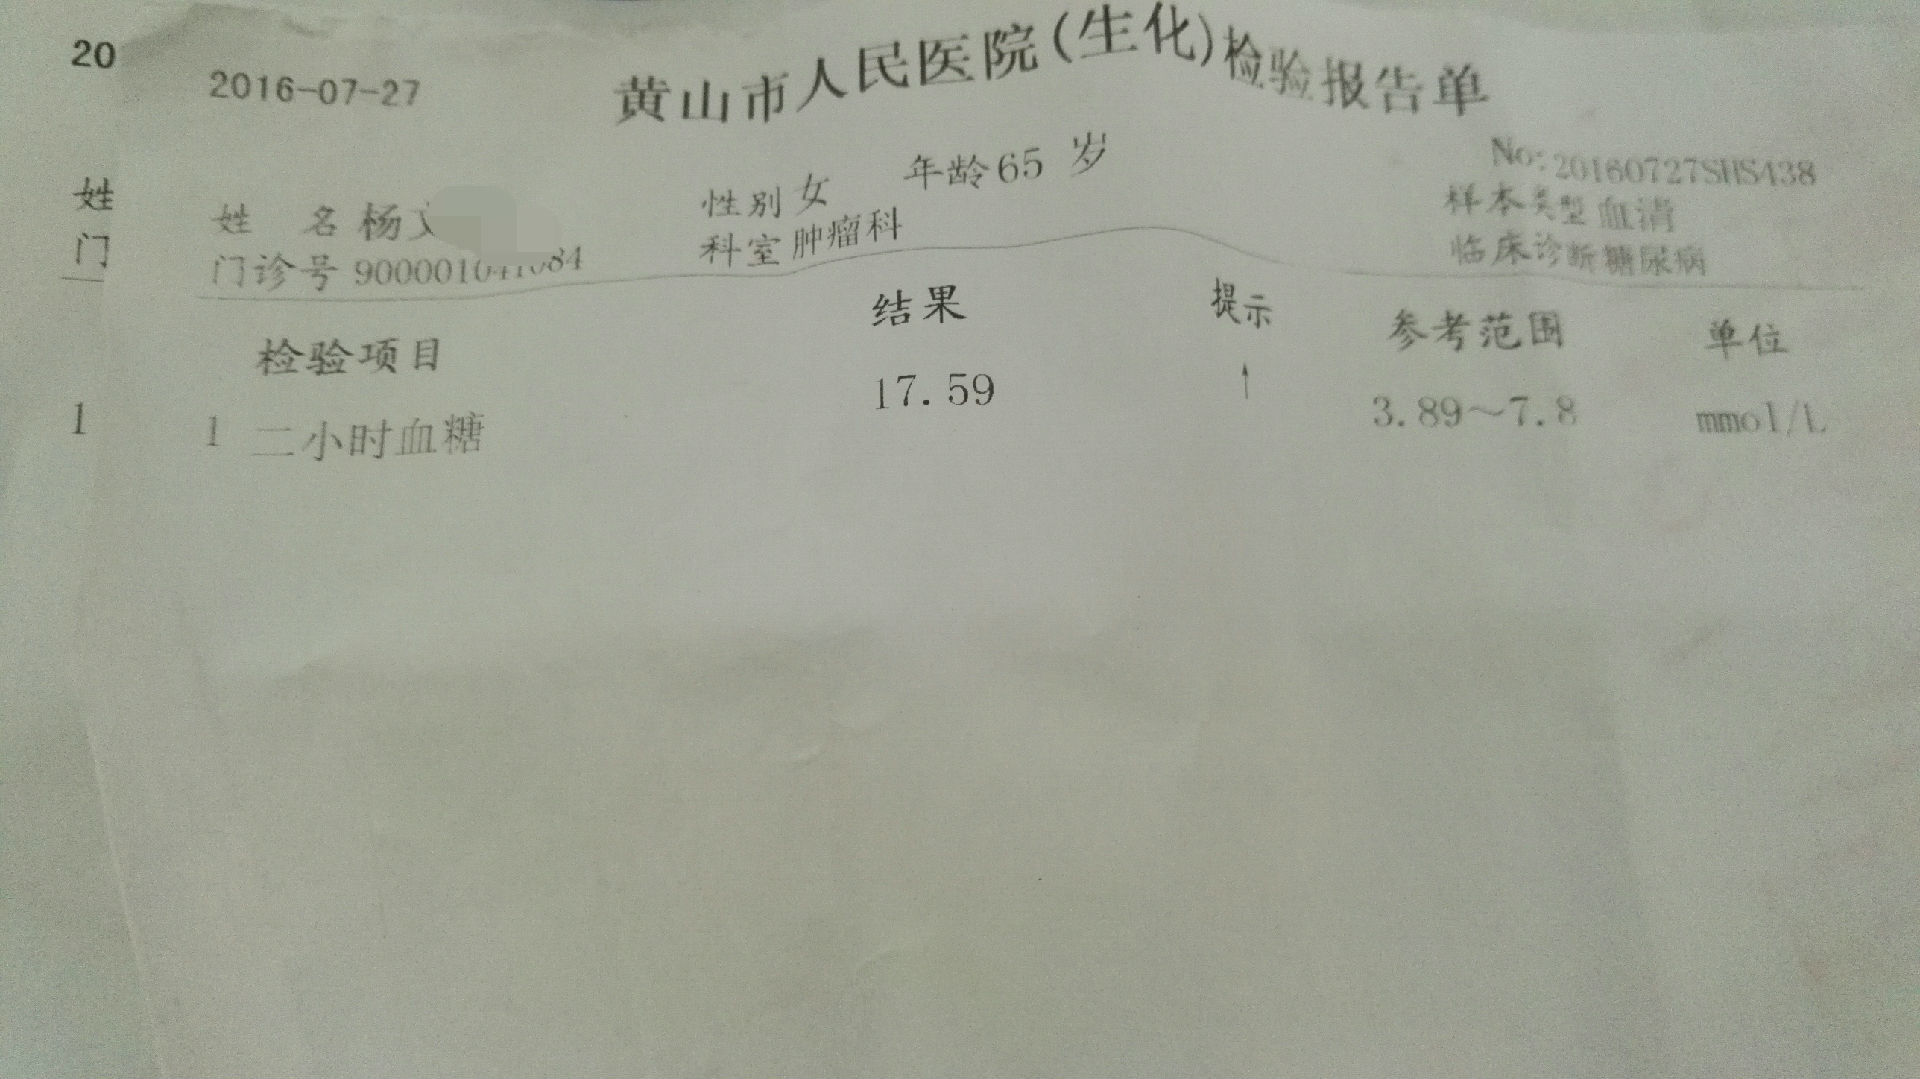 20
姓
门
1
2016-07-27 黄山市人民医院(生化)检验报告单
No:20160727SHS438
姓 名 杨 性别 女 年龄 65 岁 样本类型 血清
门诊号 科室 肿瘤科 临床诊断 糖尿病
检验项目 结果 提示 参考范围 单位
1 二小时血糖 17.59 ↑ 3.89～7.8 mmol/L